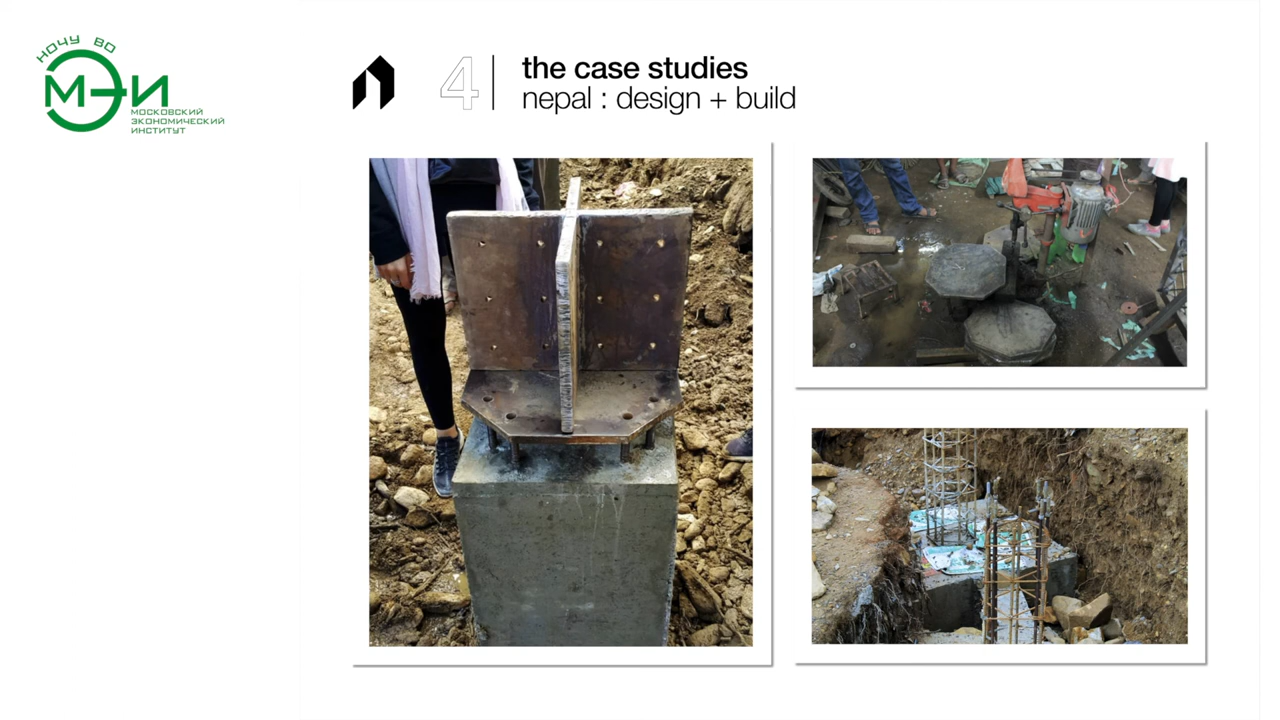 НОЧУ ВО
МЭИ
МОСКОВСКИЙ
ЭКОНОМИЧЕСКИЙ
ИНСТИТУТ
4
the case studies
nepal : design + build